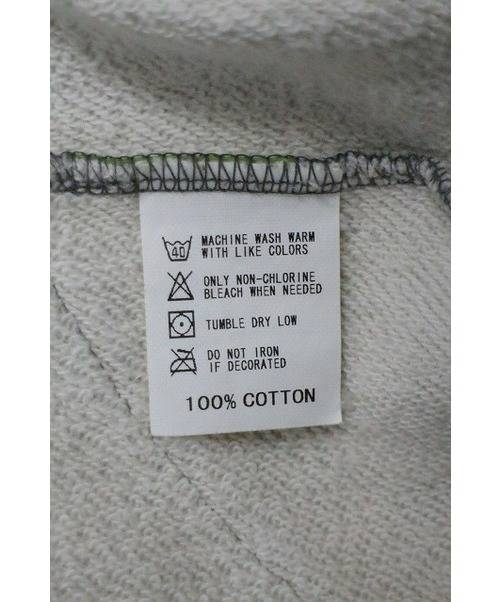 40
MACHINE WASH WARM
WITH LIKE COLORS
ONLY NON-CHLORINE
BLEACH WHEN NEEDED
TUMBLE DRY LOW
DO NOT IRON
IF DECORATED
100% COTTON